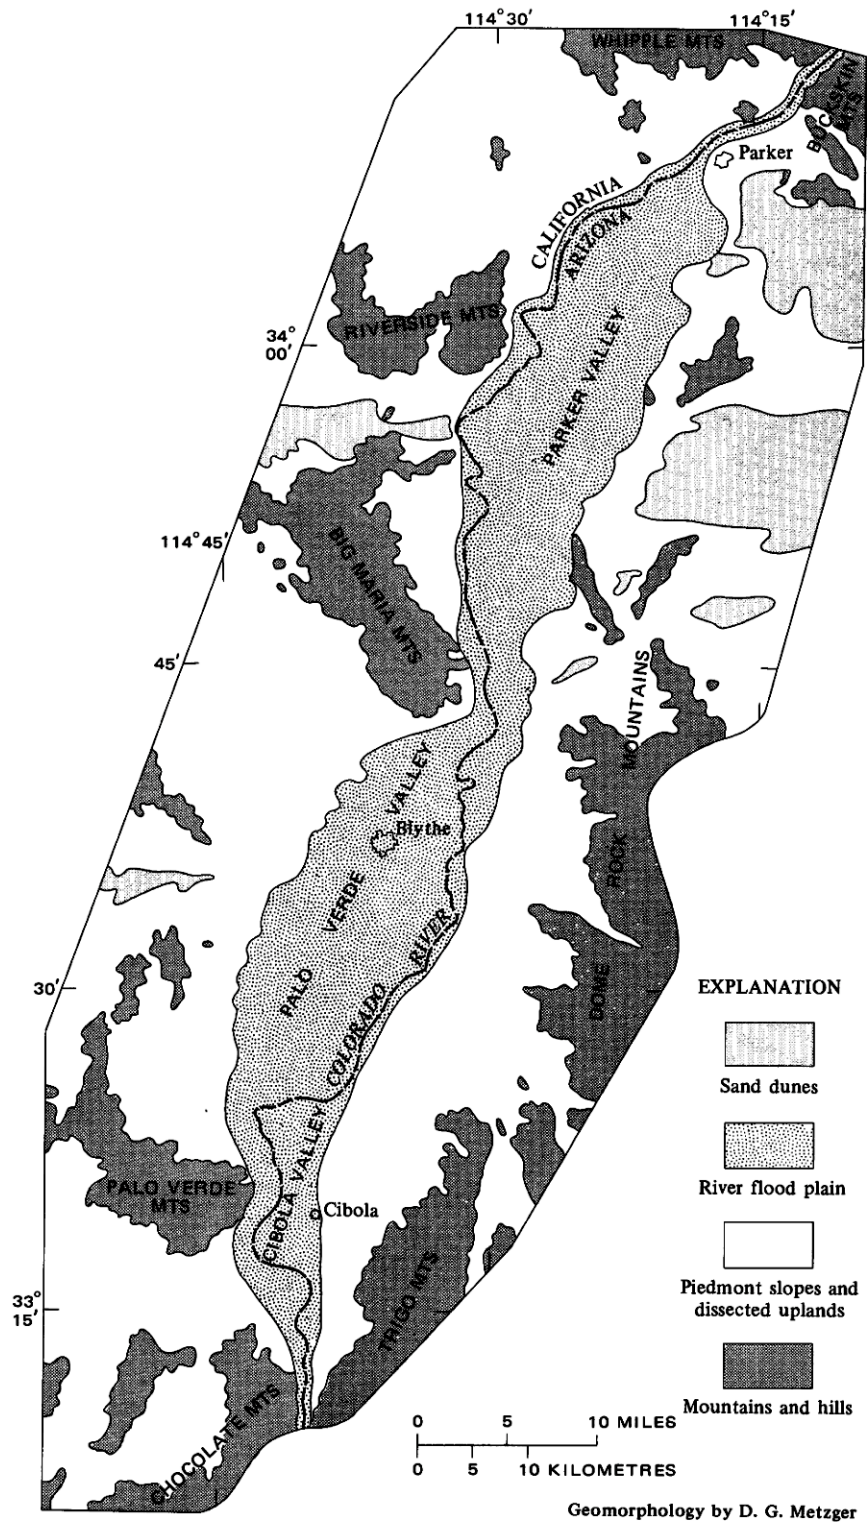 114°30'
114°15'
WHIPPLE MTS
BUCKSKIN
MTS
Parker
CALIFORNIA
ARIZONA
RIVERSIDE MTS
34°
00'
PARKER VALLEY
114°45'
BIG MARIA MTS
45'
MOUNTAINS
VALLEY
Blythe
ROCK
VERDE
RIVER
PALO
30'
COLORADO
DOME
EXPLANATION
Sand dunes
River flood plain
Piedmont slopes and
dissected uplands
Mountains and hills
CIBOLA VALLEY
PALO VERDE
MTS
Cibola
TRIGO MTS
33°
15'
CHOCOLATE MTS
0 5 10 MILES
0 5 10 KILOMETRES
Geomorphology by D. G. Metzger